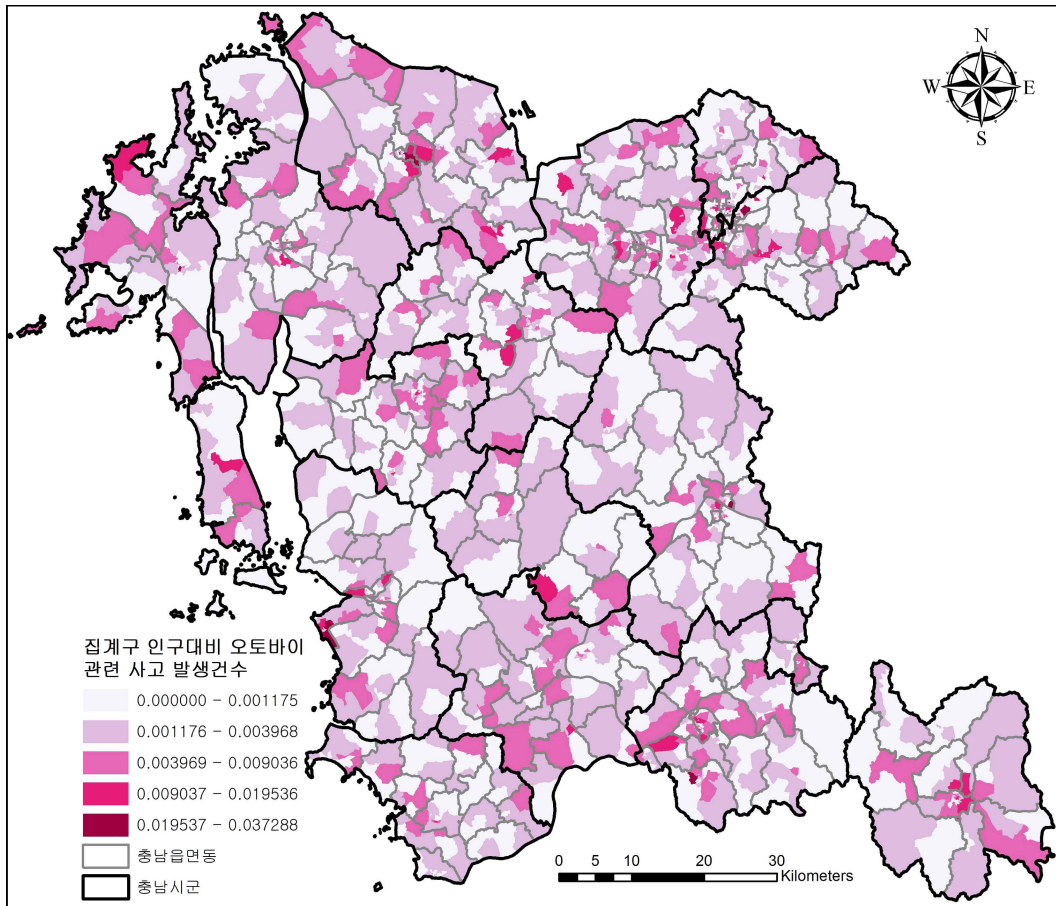 N
W E
S
집계구 인구대비 오토바이
관련 사고 발생건수
0.000000 - 0.001175
0.001176 - 0.003968
0.003969 - 0.009036
0.009037 - 0.019536
0.019537 - 0.037288
충남읍면동
충남시군
0 5 10 20 30
Kilometers